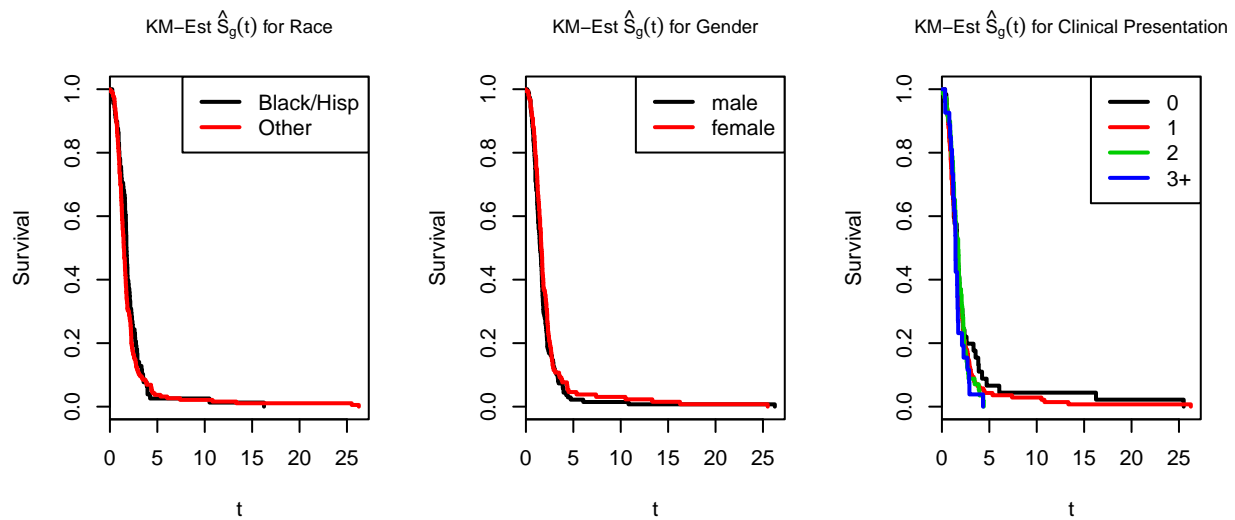 KM−Est Ŝg(t) for Race
Survival
1.0
0.8
0.6
0.4
0.2
0.0
Black/Hisp
Other
0 5 10 15 20 25
t
KM−Est Ŝg(t) for Gender
Survival
1.0
0.8
0.6
0.4
0.2
0.0
male
female
0 5 10 15 20 25
t
KM−Est Ŝg(t) for Clinical Presentation
Survival
1.0
0.8
0.6
0.4
0.2
0.0
0
1
2
3+
0 5 10 15 20 25
t